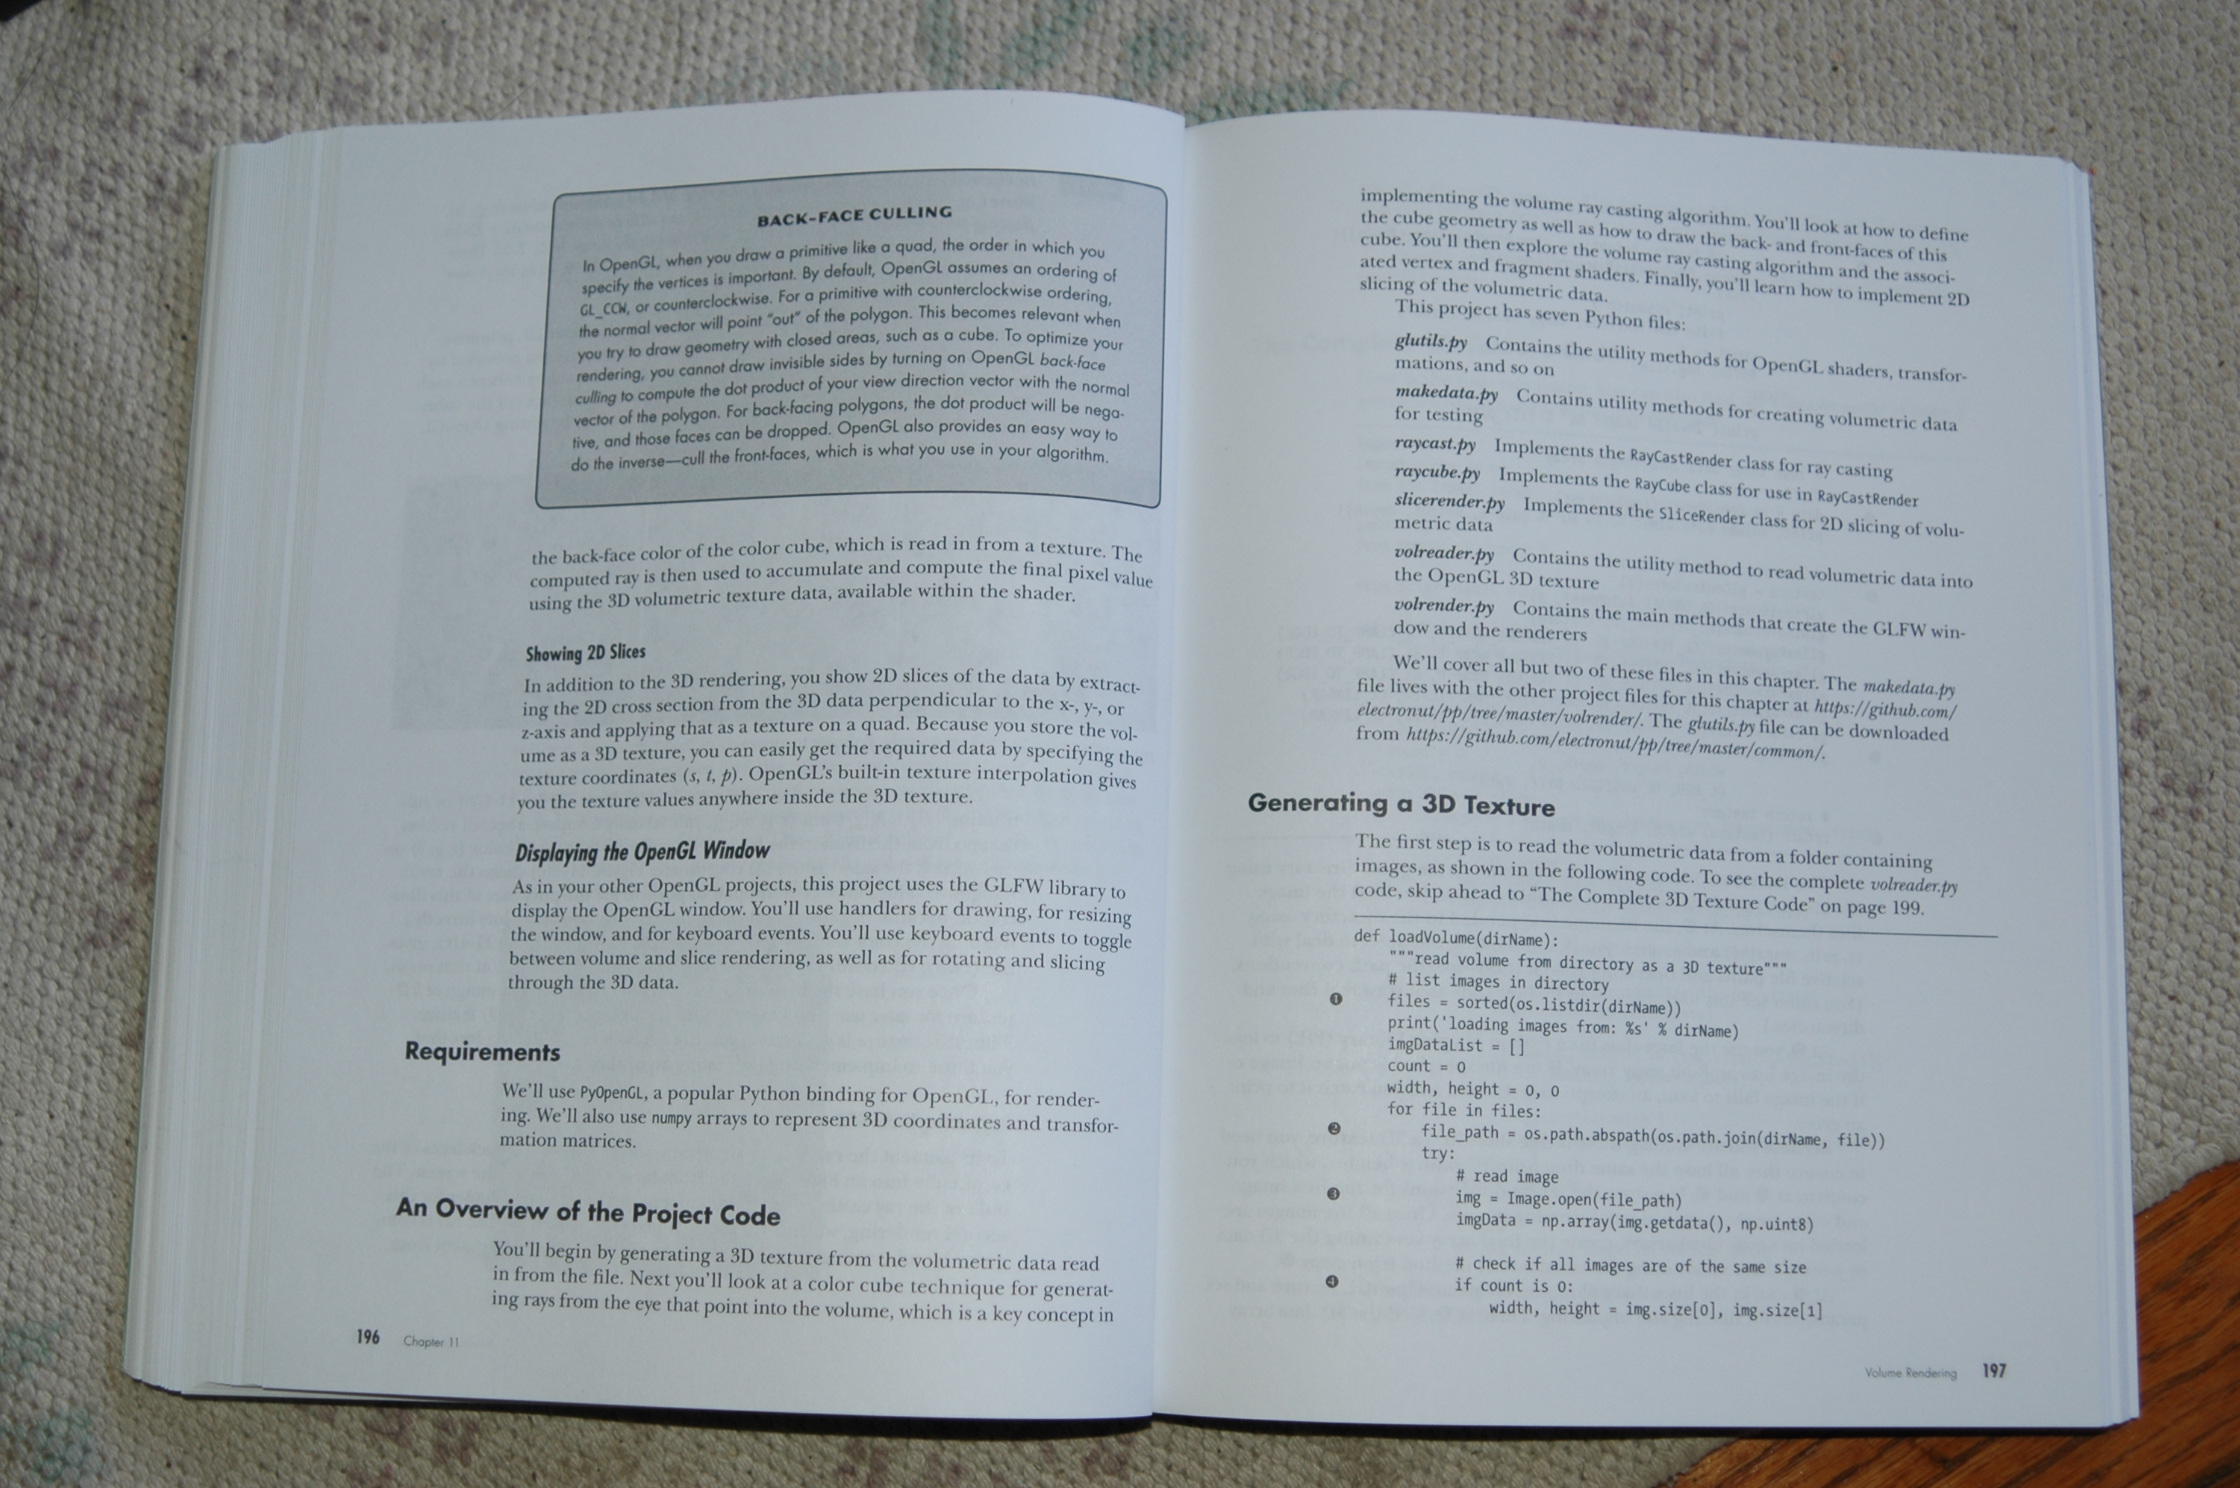 BACK-FACE CULLING
In OpenGL, when you draw a primitive like a quad, the order in which you
specify the vertices is important. By default, OpenGL assumes an ordering of
GL_CCW, or counterclockwise. For a primitive with counterclockwise ordering,
the normal vector will point “out” of the polygon. This becomes relevant when
you try to draw geometry with closed areas, such as a cube. To optimize your
rendering, you cannot draw invisible sides by turning on OpenGL back-face
culling to compute the dot product of your view direction vector with the normal
vector of the polygon. For back-facing polygons, the dot product will be nega-
tive, and those faces can be dropped. OpenGL also provides an easy way to
do the inverse—cull the front-faces, which is what you use in your algorithm.
the back-face color of the color cube, which is read in from a texture. The
computed ray is then used to accumulate and compute the final pixel value
using the 3D volumetric texture data, available within the shader.
Showing 2D Slices
In addition to the 3D rendering, you show 2D slices of the data by extract-
ing the 2D cross section from the 3D data perpendicular to the x-, y-, or
z-axis and applying that as a texture on a quad. Because you store the vol-
ume as a 3D texture, you can easily get the required data by specifying the
texture coordinates (s, t, p). OpenGL’s built-in texture interpolation gives
you the texture values anywhere inside the 3D texture.
Displaying the OpenGL Window
As in your other OpenGL projects, this project uses the GLFW library to
display the OpenGL window. You’ll use handlers for drawing, for resizing
the window, and for keyboard events. You’ll use keyboard events to toggle
between volume and slice rendering, as well as for rotating and slicing
through the 3D data.
Requirements
We’ll use PyOpenGL, a popular Python binding for OpenGL, for render-
ing. We’ll also use numpy arrays to represent 3D coordinates and transfor-
mation matrices.
An Overview of the Project Code
You’ll begin by generating a 3D texture from the volumetric data read
in from the file. Next you’ll look at a color cube technique for generat-
ing rays from the eye that point into the volume, which is a key concept in
196 Chapter 11
implementing the volume ray casting algorithm. You’ll look at how to define
the cube geometry as well as how to draw the back- and front-faces of this
cube. You’ll then explore the volume ray casting algorithm and the associ-
ated vertex and fragment shaders. Finally, you’ll learn how to implement 2D
slicing of the volumetric data.
This project has seven Python files:
glutils.py Contains the utility methods for OpenGL shaders, transfor-
mations, and so on
makedata.py Contains utility methods for creating volumetric data
for testing
raycast.py Implements the RayCastRender class for ray casting
raycube.py Implements the RayCube class for use in RayCastRender
slicerender.py Implements the SliceRender class for 2D slicing of volu-
metric data
volreader.py Contains the utility method to read volumetric data into
the OpenGL 3D texture
volrender.py Contains the main methods that create the GLFW win-
dow and the renderers
We’ll cover all but two of these files in this chapter. The makedata.py
file lives with the other project files for this chapter at https://github.com/
electronut/pp/tree/master/volrender/. The glutils.py file can be downloaded
from https://github.com/electronut/pp/tree/master/common/.
Generating a 3D Texture
The first step is to read the volumetric data from a folder containing
images, as shown in the following code. To see the complete volreader.py
code, skip ahead to “The Complete 3D Texture Code” on page 199.
def loadVolume(dirName):
"""read volume from directory as a 3D texture"""
# list images in directory
❶ files = sorted(os.listdir(dirName))
print('loading images from: %s' % dirName)
imgDataList = []
count = 0
width, height = 0, 0
for file in files:
❷ file_path = os.path.abspath(os.path.join(dirName, file))
try:
# read image
❸ img = Image.open(file_path)
imgData = np.array(img.getdata(), np.uint8)
# check if all images are of the same size
❹ if count is 0:
width, height = img.size[0], img.size[1]
Volume Rendering 197